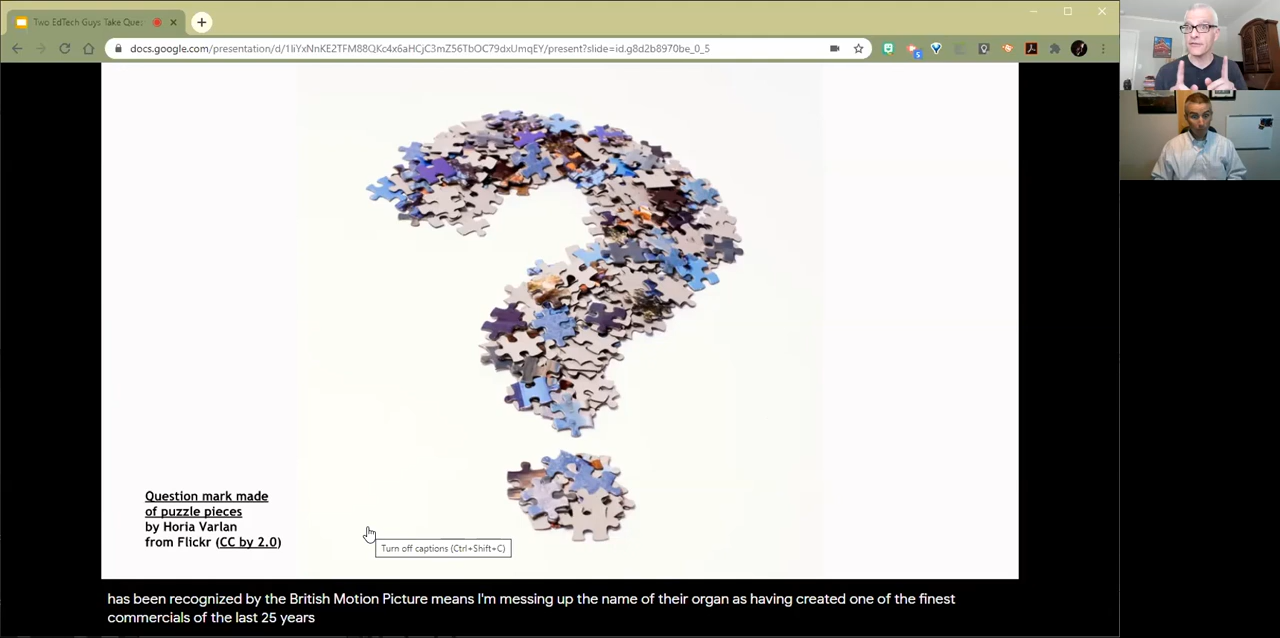 Two EdTech Guys Take Que
docs.google.com/presentation/d/1IiYxNnKE2TFM88QKc4x6aHCjC3mZ56TbOC79dxUmqEY/present?slide=id.g8d2b8970be_0_5
Question mark made
of puzzle pieces
by Horia Varlan
from Flickr (CC by 2.0)
Turn off captions (Ctrl+Shift+C)
has been recognized by the British Motion Picture means I'm messing up the name of their organ as having created one of the finest
commercials of the last 25 years